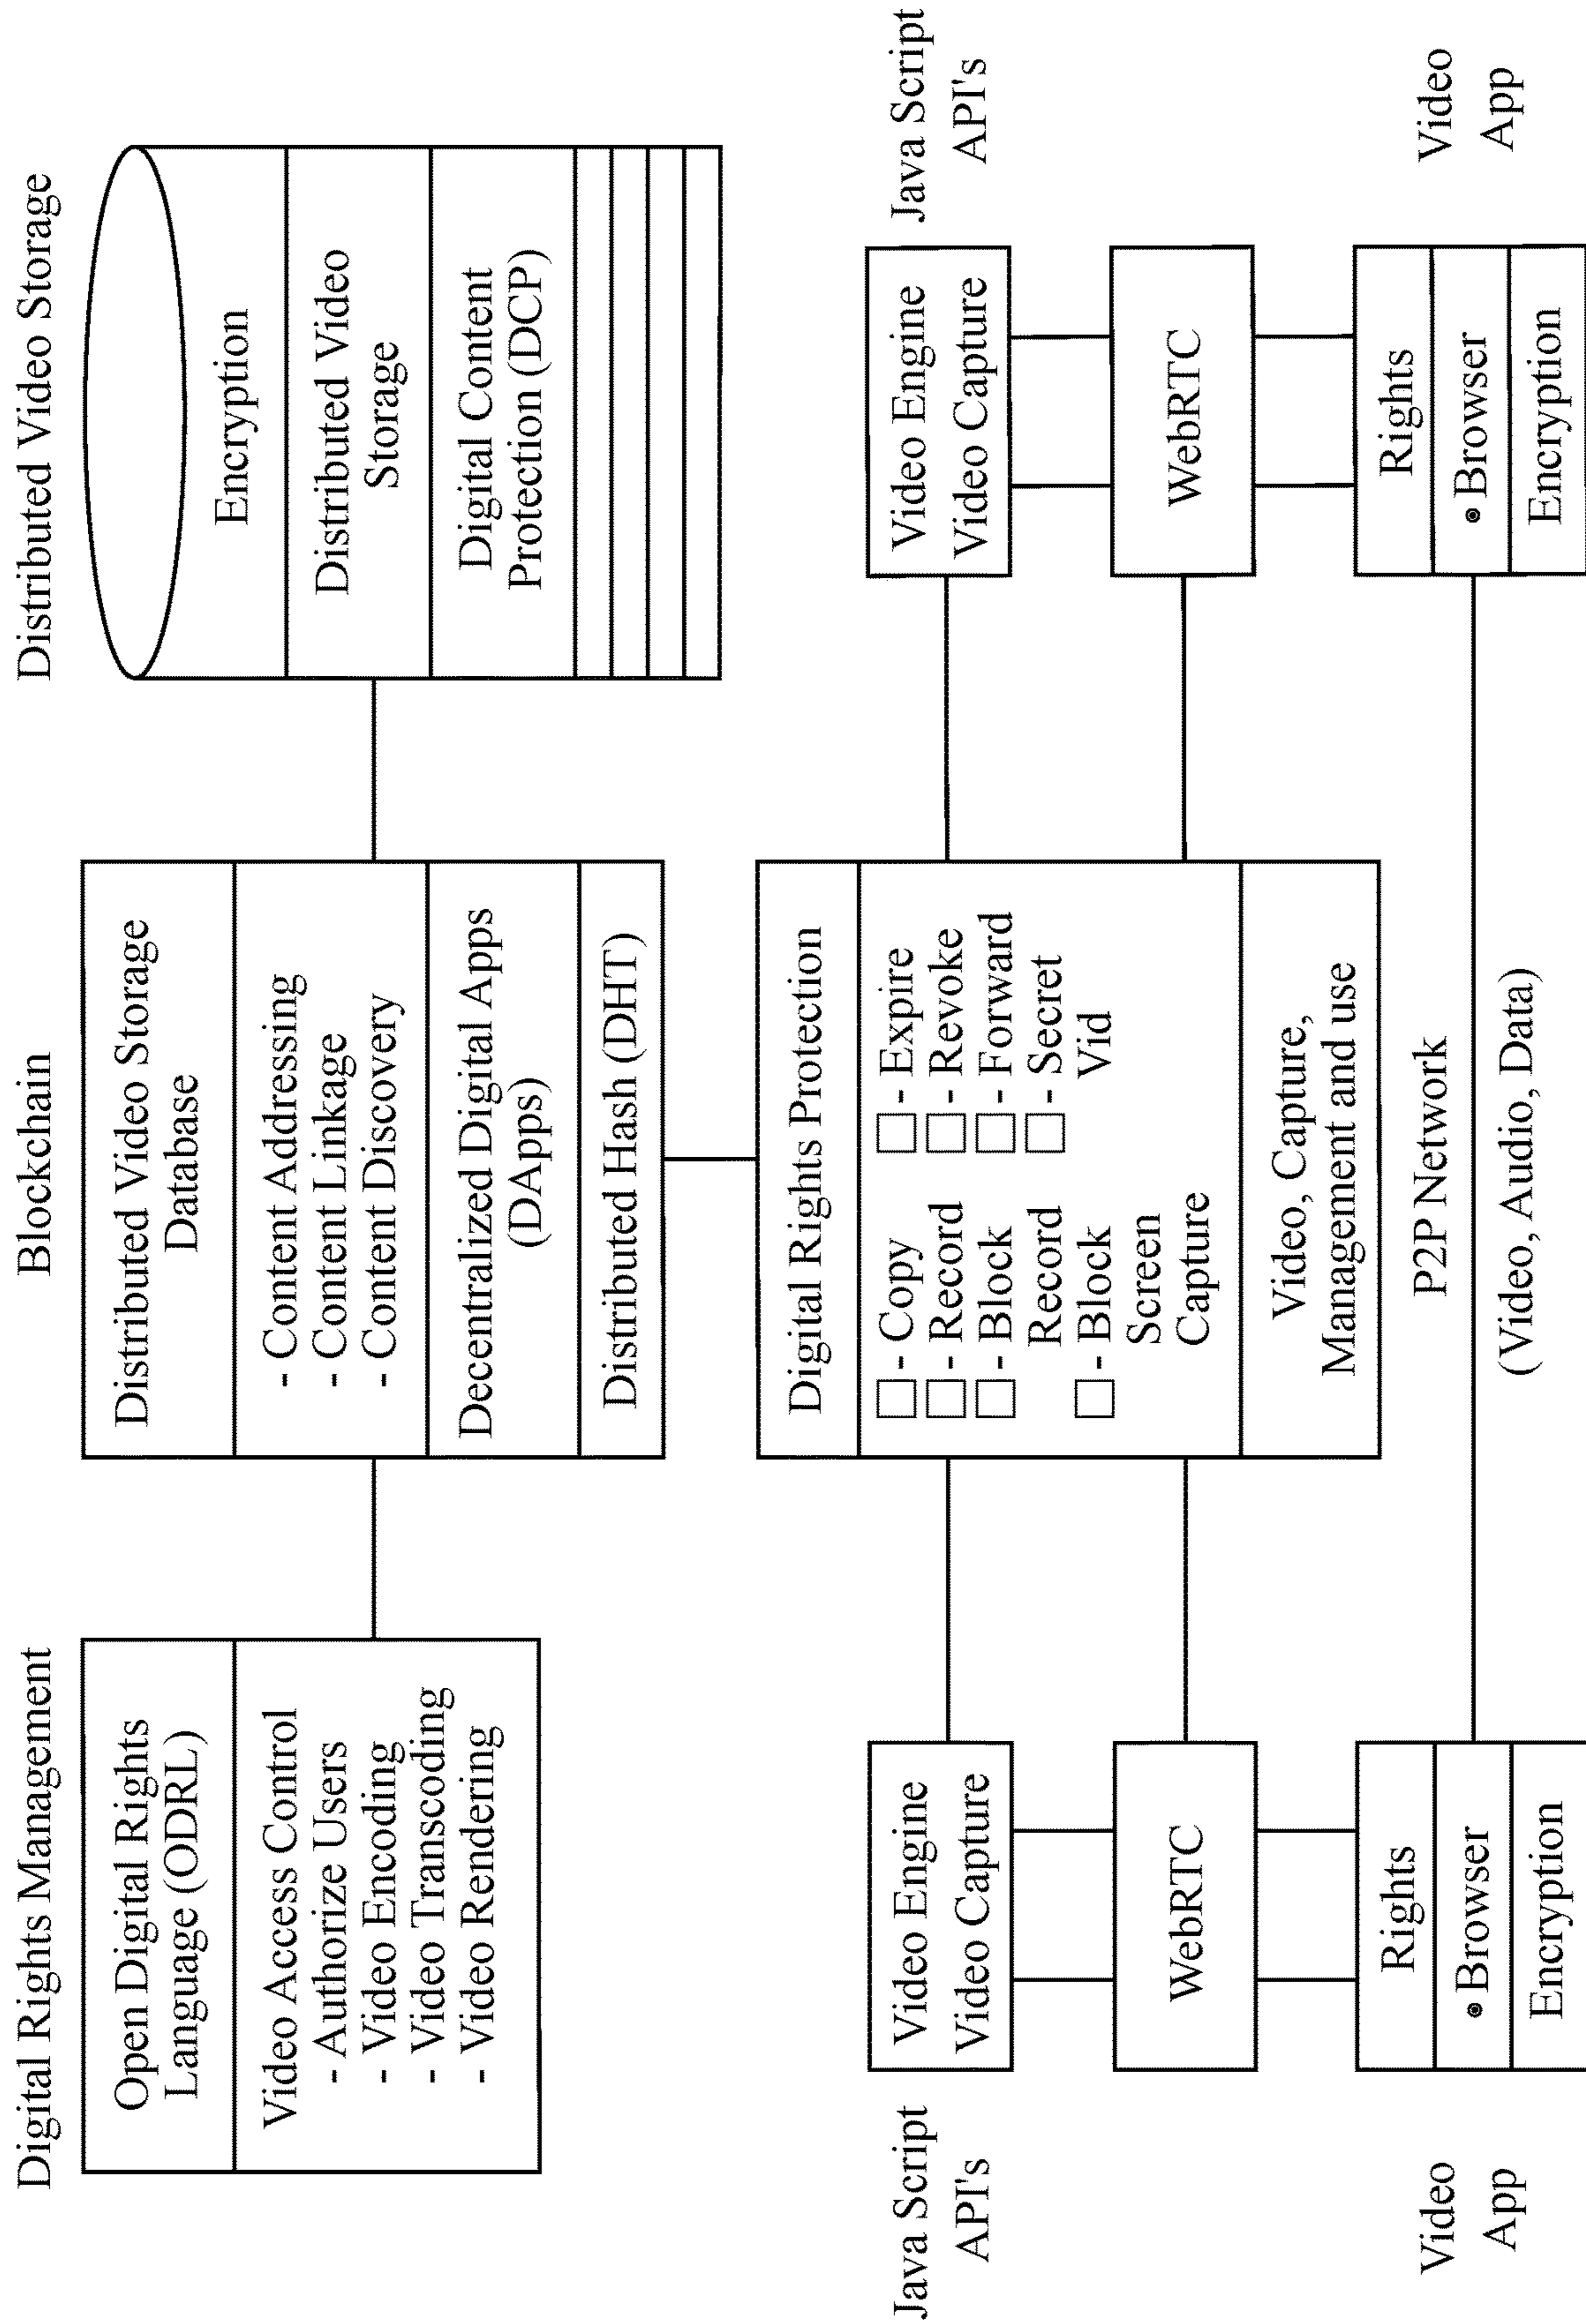 Digital Rights Management
Open Digital Rights
Language (ODRL)
Video Access Control
- Authorize Users
- Video Encoding
- Video Transcoding
- Video Rendering
Blockchain
Distributed Video Storage
Database
- Content Addressing
- Content Linkage
- Content Discovery
Decentralized Digital Apps
(DApps)
Distributed Hash (DHT)
Distributed Video Storage
Encryption
Distributed Video
Storage
Digital Content
Protection (DCP)
Java Script
API's
Video Engine
Video Capture
WebRTC
Rights
• Browser
Encryption
Video
App
Digital Rights Protection
□ - Copy
□ - Record
□ - Block
Record
□ - Block
Screen
Capture
□ - Expire
□ - Revoke
□ - Forward
□ - Secret
Vid
Video, Capture,
Management and use
P2P Network
(Video, Audio, Data)
Video Engine
Video Capture
Java Script
API's
WebRTC
Rights
• Browser
Encryption
Video
App